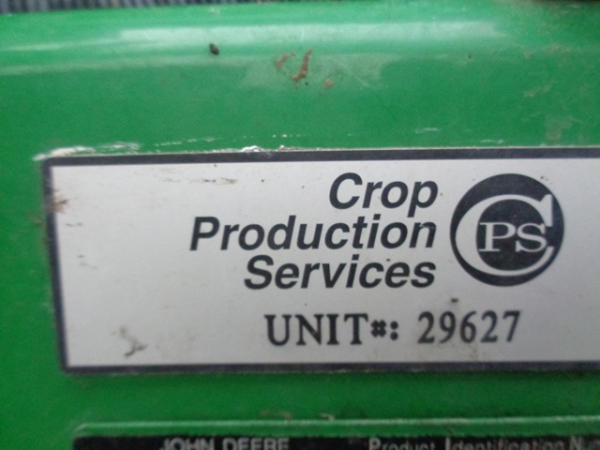 Crop
Production
Services
CPS
UNIT#: 29627
JOHN DEERE Product Identification